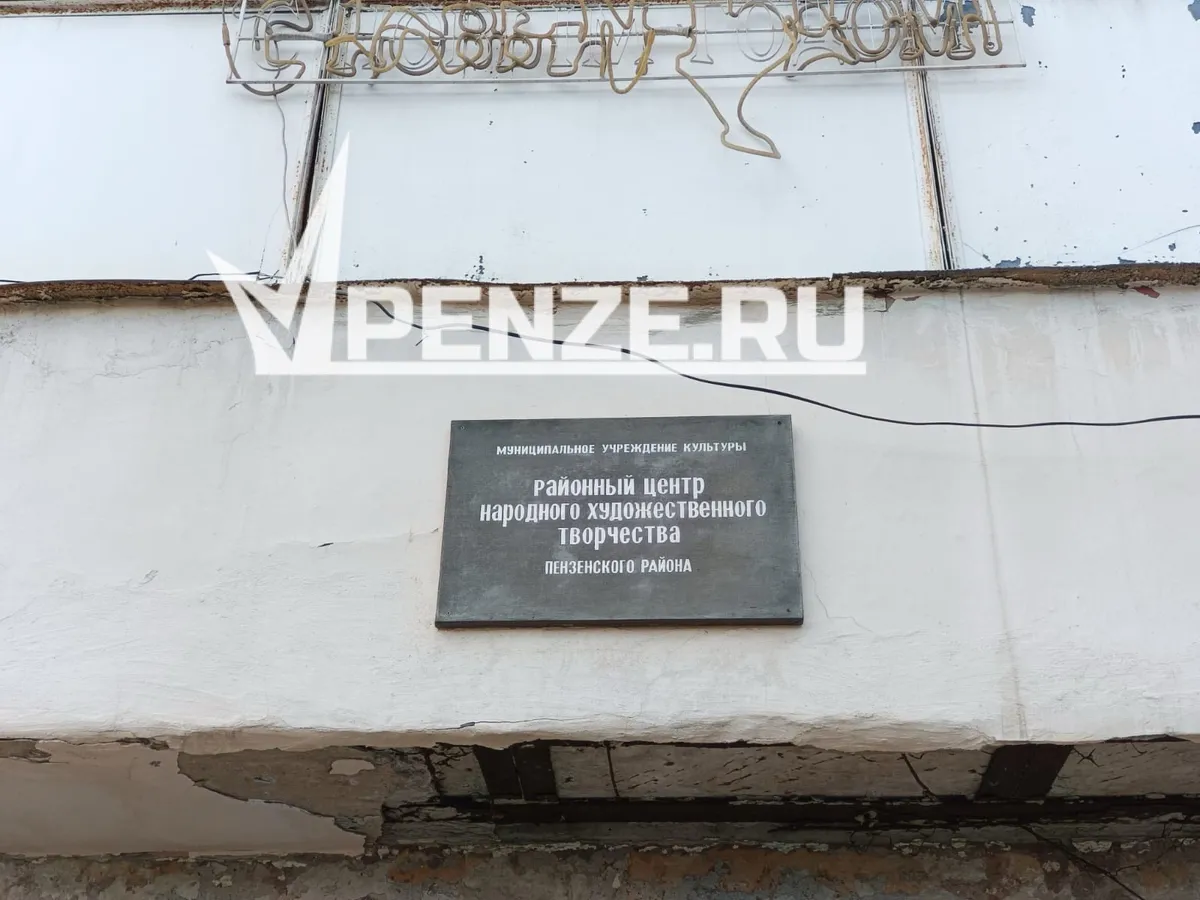 VPENZE.RU
МУНИЦИПАЛЬНОЕ УЧРЕЖДЕНИЕ КУЛЬТУРЫ
РАЙОННЫЙ ЦЕНТР
НАРОДНОГО ХУДОЖЕСТВЕННОГО
ТВОРЧЕСТВА
ПЕНЗЕНСКОГО РАЙОНА